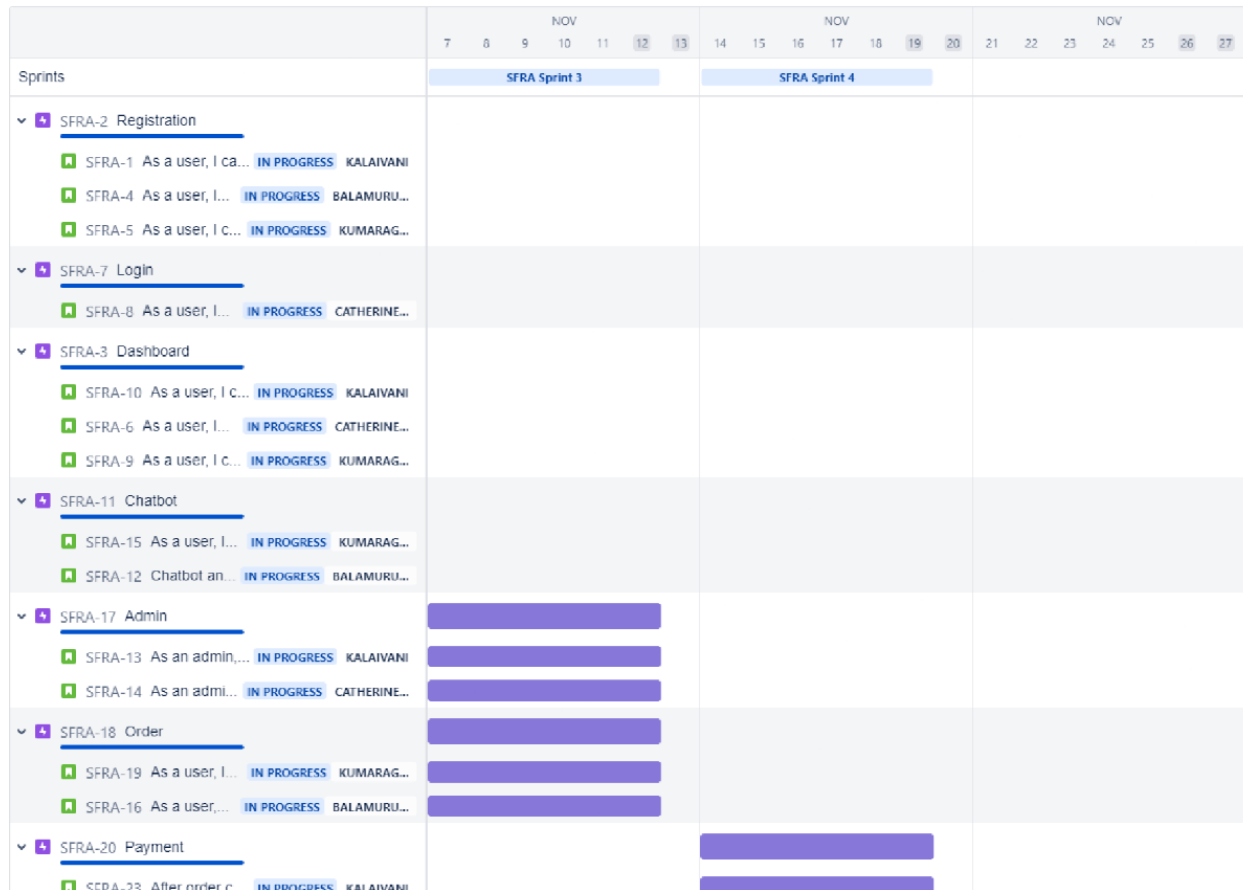 NOV NOV NOV
7 8 9 10 11 12 13 14 15 16 17 18 19 20 21 22 23 24 25 26 27
Sprints SFRA Sprint 3 SFRA Sprint 4
SFRA-2 Registration
SFRA-1 As a user, I ca... IN PROGRESS KALAIVANI
SFRA-4 As a user, I... IN PROGRESS BALAMURU...
SFRA-5 As a user, I c... IN PROGRESS KUMARAG...
SFRA-7 Login
SFRA-8 As a user, I... IN PROGRESS CATHERINE...
SFRA-3 Dashboard
SFRA-10 As a user, I c... IN PROGRESS KALAIVANI
SFRA-6 As a user, I... IN PROGRESS CATHERINE...
SFRA-9 As a user, I c... IN PROGRESS KUMARAG...
SFRA-11 Chatbot
SFRA-15 As a user, I... IN PROGRESS KUMARAG...
SFRA-12 Chatbot an... IN PROGRESS BALAMURU...
SFRA-17 Admin
SFRA-13 As an admin,... IN PROGRESS KALAIVANI
SFRA-14 As an admi... IN PROGRESS CATHERINE...
SFRA-18 Order
SFRA-19 As a user, I... IN PROGRESS KUMARAG...
SFRA-16 As a user,... IN PROGRESS BALAMURU...
SFRA-20 Payment
SFRA-23 After order c... IN PROGRESS KALAIVANI